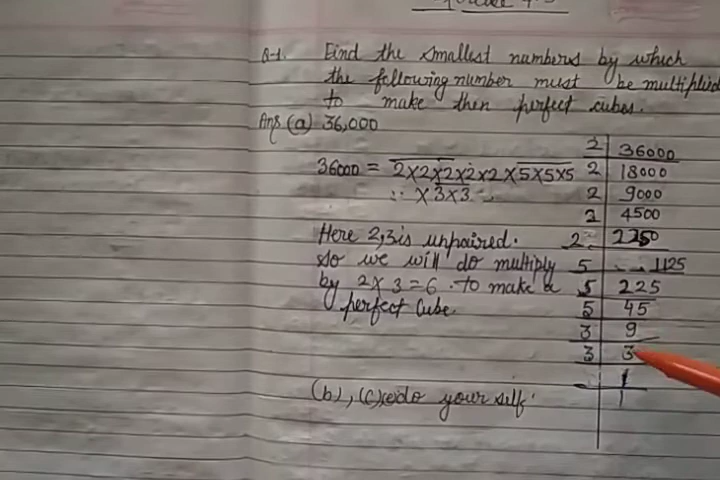 Q-1. Find the smallest numbers by which
the following number must be multiplied
to make then perfect cubes.
Ans (a) 36,000
36000 = 2×2×2×2×2×5×5×5
×3×3
Here 2,3 is unpaired.
so we will do multiply
by 2×3=6. to make a
perfect Cube.
2 | 36000
2 | 18000
2 | 9000
2 | 4500
2 | 2250
5 | 1125
5 | 225
5 | 45
3 | 9
3 | 3
1
(b), (c) do your self.